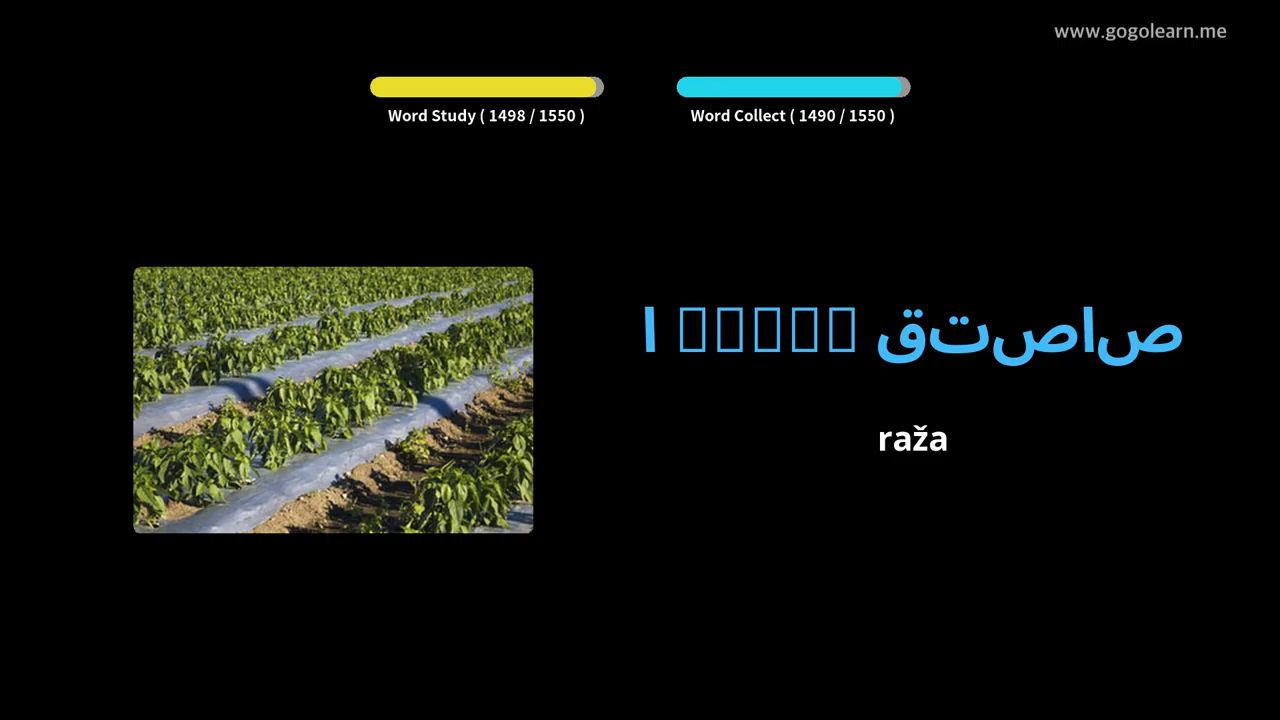 www.gogolearn.me
Word Study ( 1498 / 1550 )
Word Collect ( 1490 / 1550 )
صاصتق ا
raža